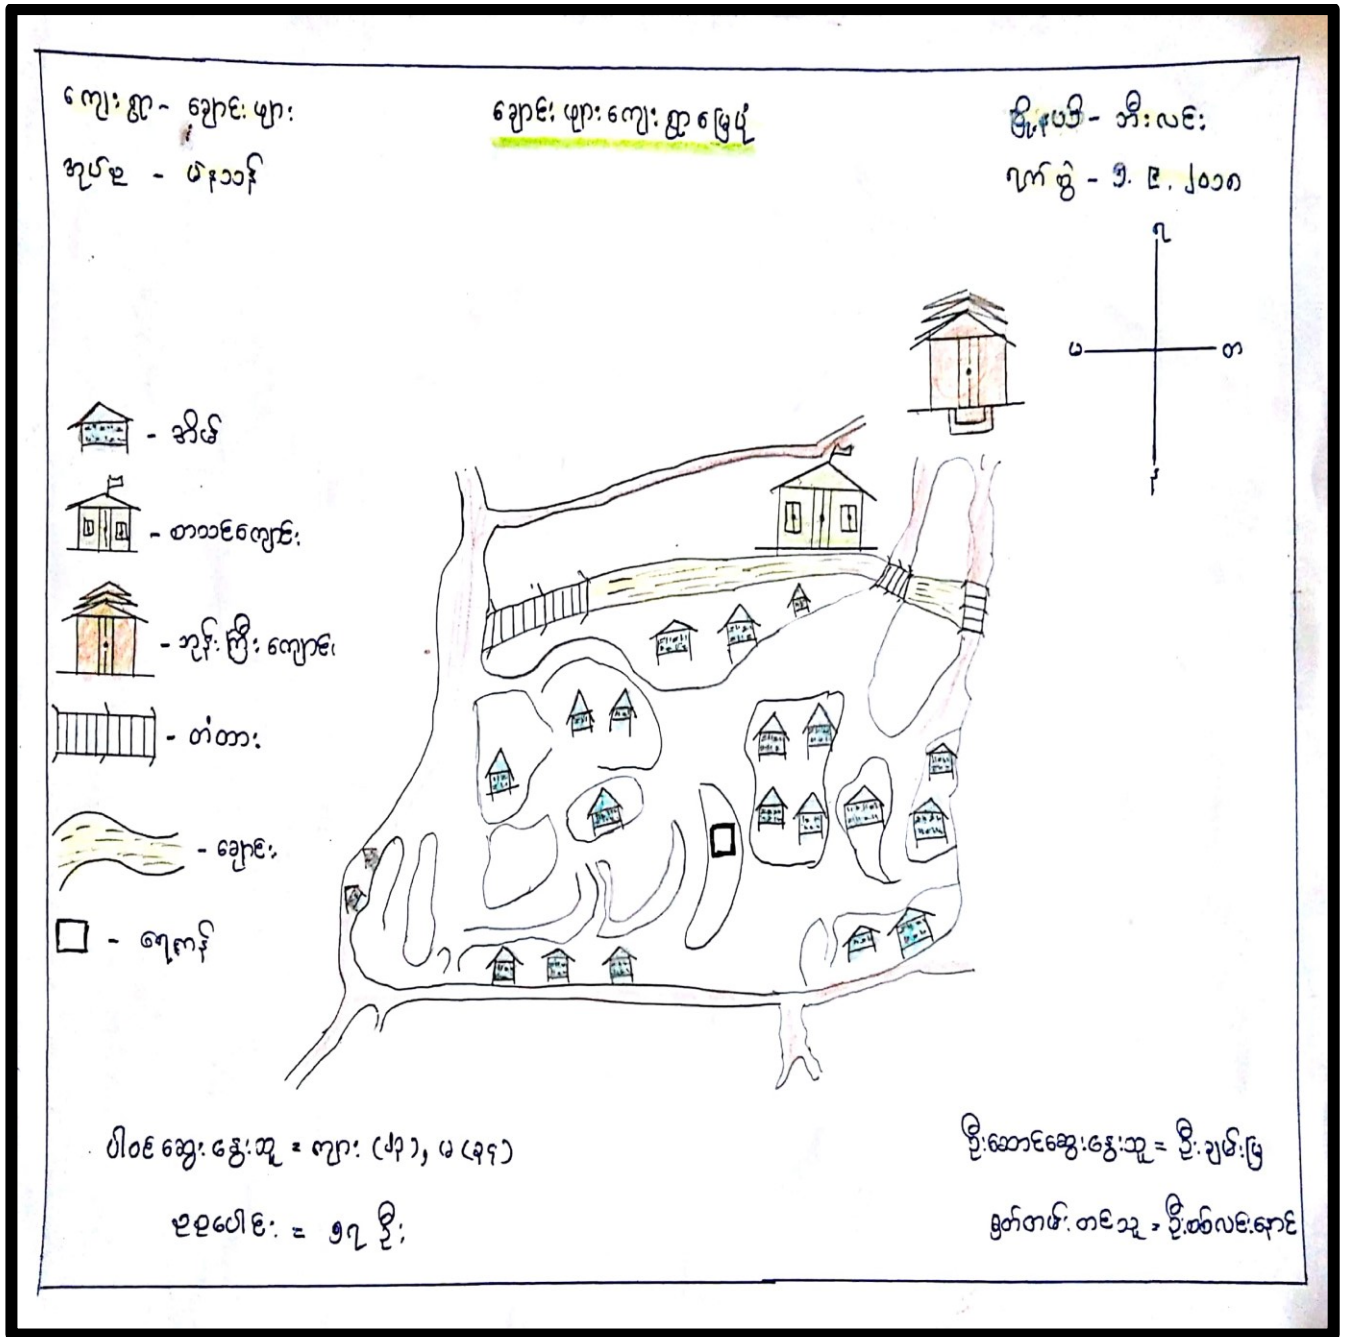 ကျေးရွာ - ချောင်းဖျား
ချောင်းဖျားကျေးရွာမြေပုံ
မြို့နယ် - ဘီးလင်း
အုပ်စု - မဲနသန်
ရက်စွဲ - ၅. ၉. ၂၀၁၈
ရ
မ
တ
အိမ်
- စာသင်ကျောင်း
- ဘုန်းကြီးကျောင်း
- တံတား
- ချောင်း
- ရေကန်
ပါဝင်ဆွေးနွေးသူ = ကျား (၂၃), မ (၃၄)
ဦးဆောင်ဆွေးနွေးသူ = ဦးချမ်းမြ
စုစုပေါင်း = ၅၇ ဦး
မှတ်တမ်းတင်သူ = ဦးစစ်လင်းနောင်